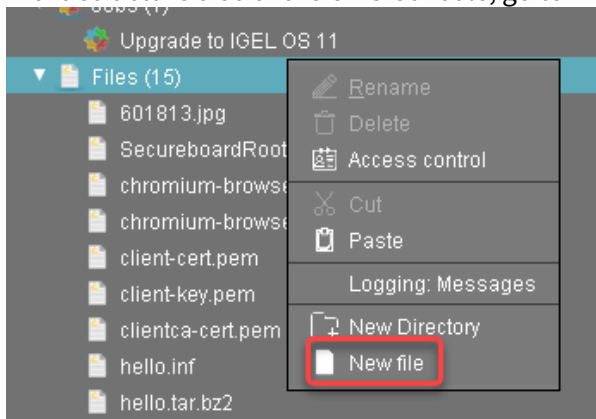 Upgrade to IGEL OS 11
Files (15)
601813.jpg
SecureboardRoot
chromium-browse
chromium-browse
client-cert.pem
client-key.pem
clientca-cert.pem
hello.inf
hello.tar.bz2
Rename
Delete
Access control
Cut
Paste
Logging: Messages
New Directory
New file